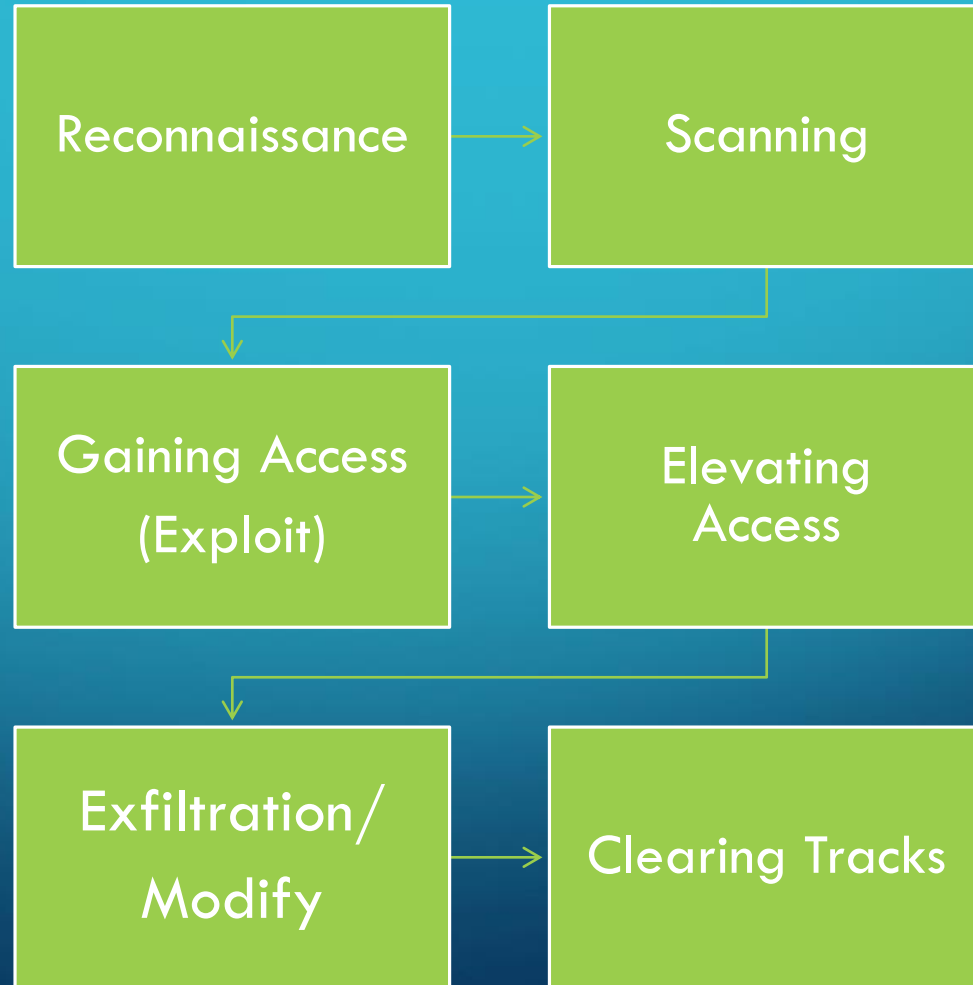 Reconnaissance
Scanning
Gaining Access
(Exploit)
Elevating
Access
Exfiltration/
Modify
Clearing Tracks